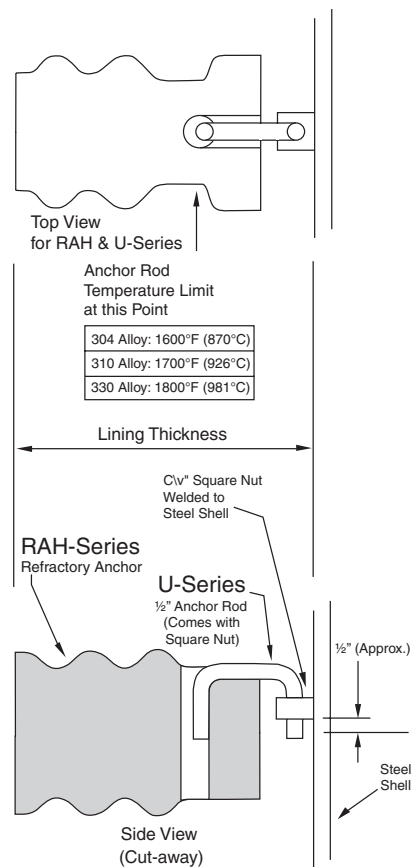 Top View
for RAH & U-Series
Anchor Rod
Temperature Limit
at this Point
304 Alloy: 1600°F (870°C)
310 Alloy: 1700°F (926°C)
330 Alloy: 1800°F (981°C)
Lining Thickness
C\v" Square Nut
Welded to
Steel Shell
RAH-Series
Refractory Anchor
U-Series
½" Anchor Rod
(Comes with
Square Nut)
½" (Approx.)
Steel
Shell
Side View
(Cut-away)